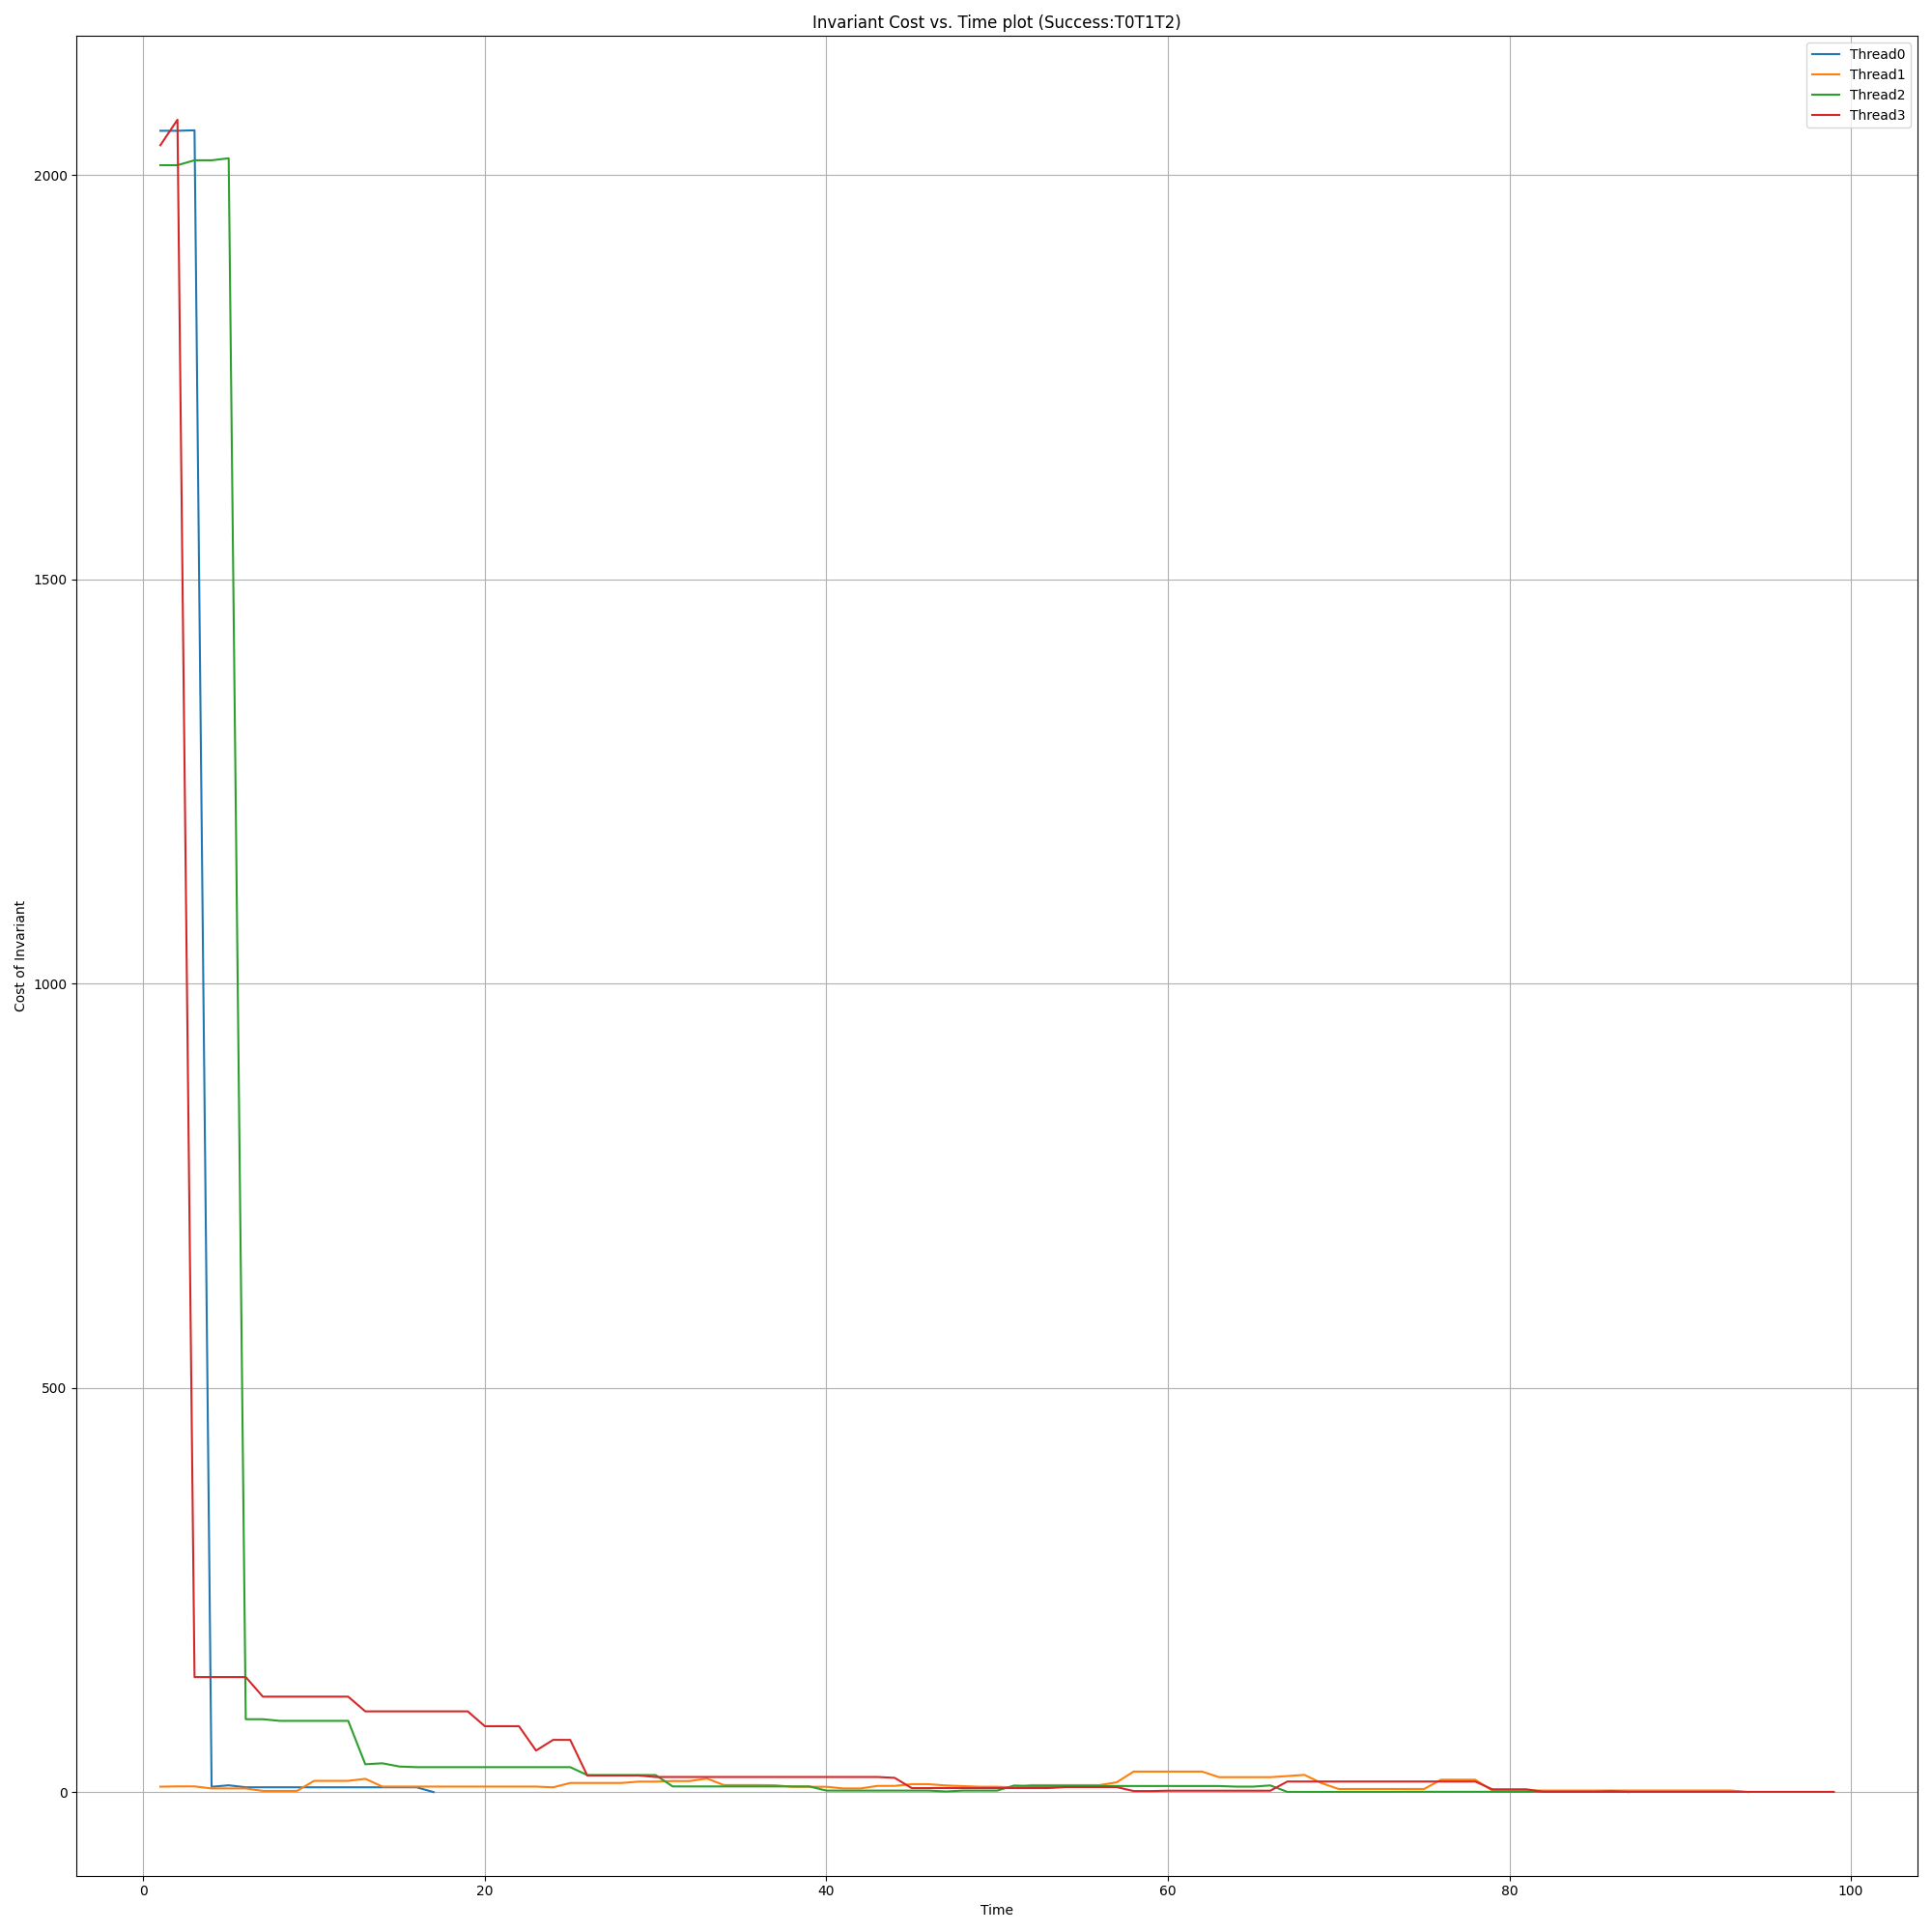 Invariant Cost vs. Time plot (Success:T0T1T2)
Thread0
Thread1
Thread2
Thread3
2000
1500
1000
500
0
Cost of Invariant
0 20 40 60 80 100
Time